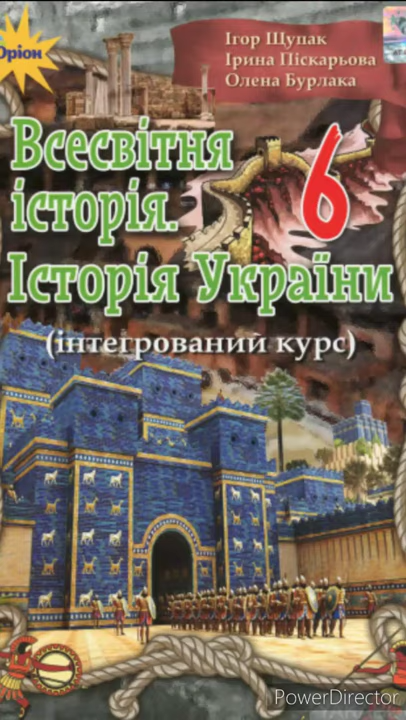 Оріон
Ігор Щупак
Ірина Піскарьова
Олена Бурлака
Всесвітня
історія.
6
Історія України
(інтегрований курс)
PowerDirector